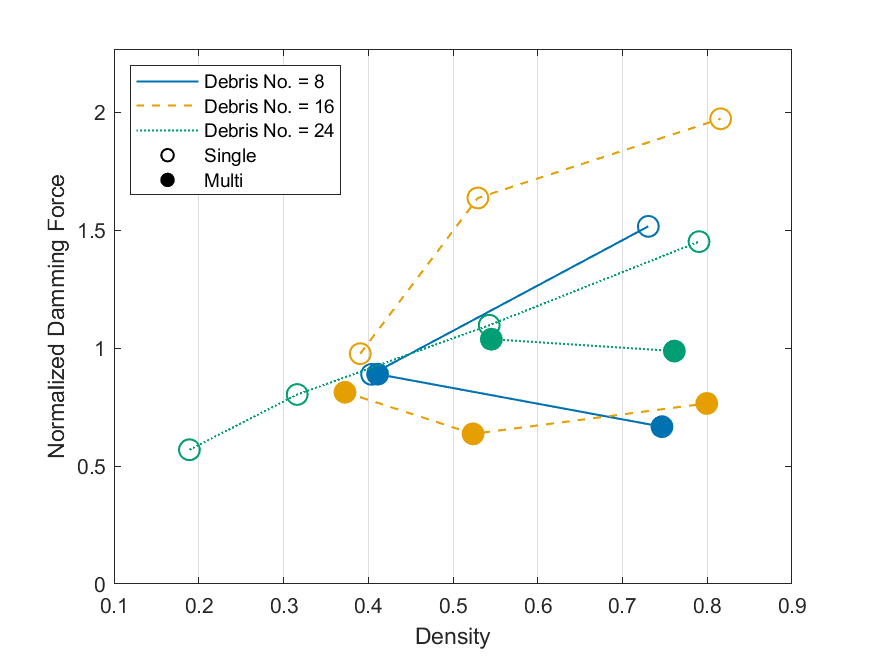 Debris No. = 8
Debris No. = 16
Debris No. = 24
Single
Multi
2
1.5
1
0.5
0
Normalized Damming Force
0.1 0.2 0.3 0.4 0.5 0.6 0.7 0.8 0.9
Density